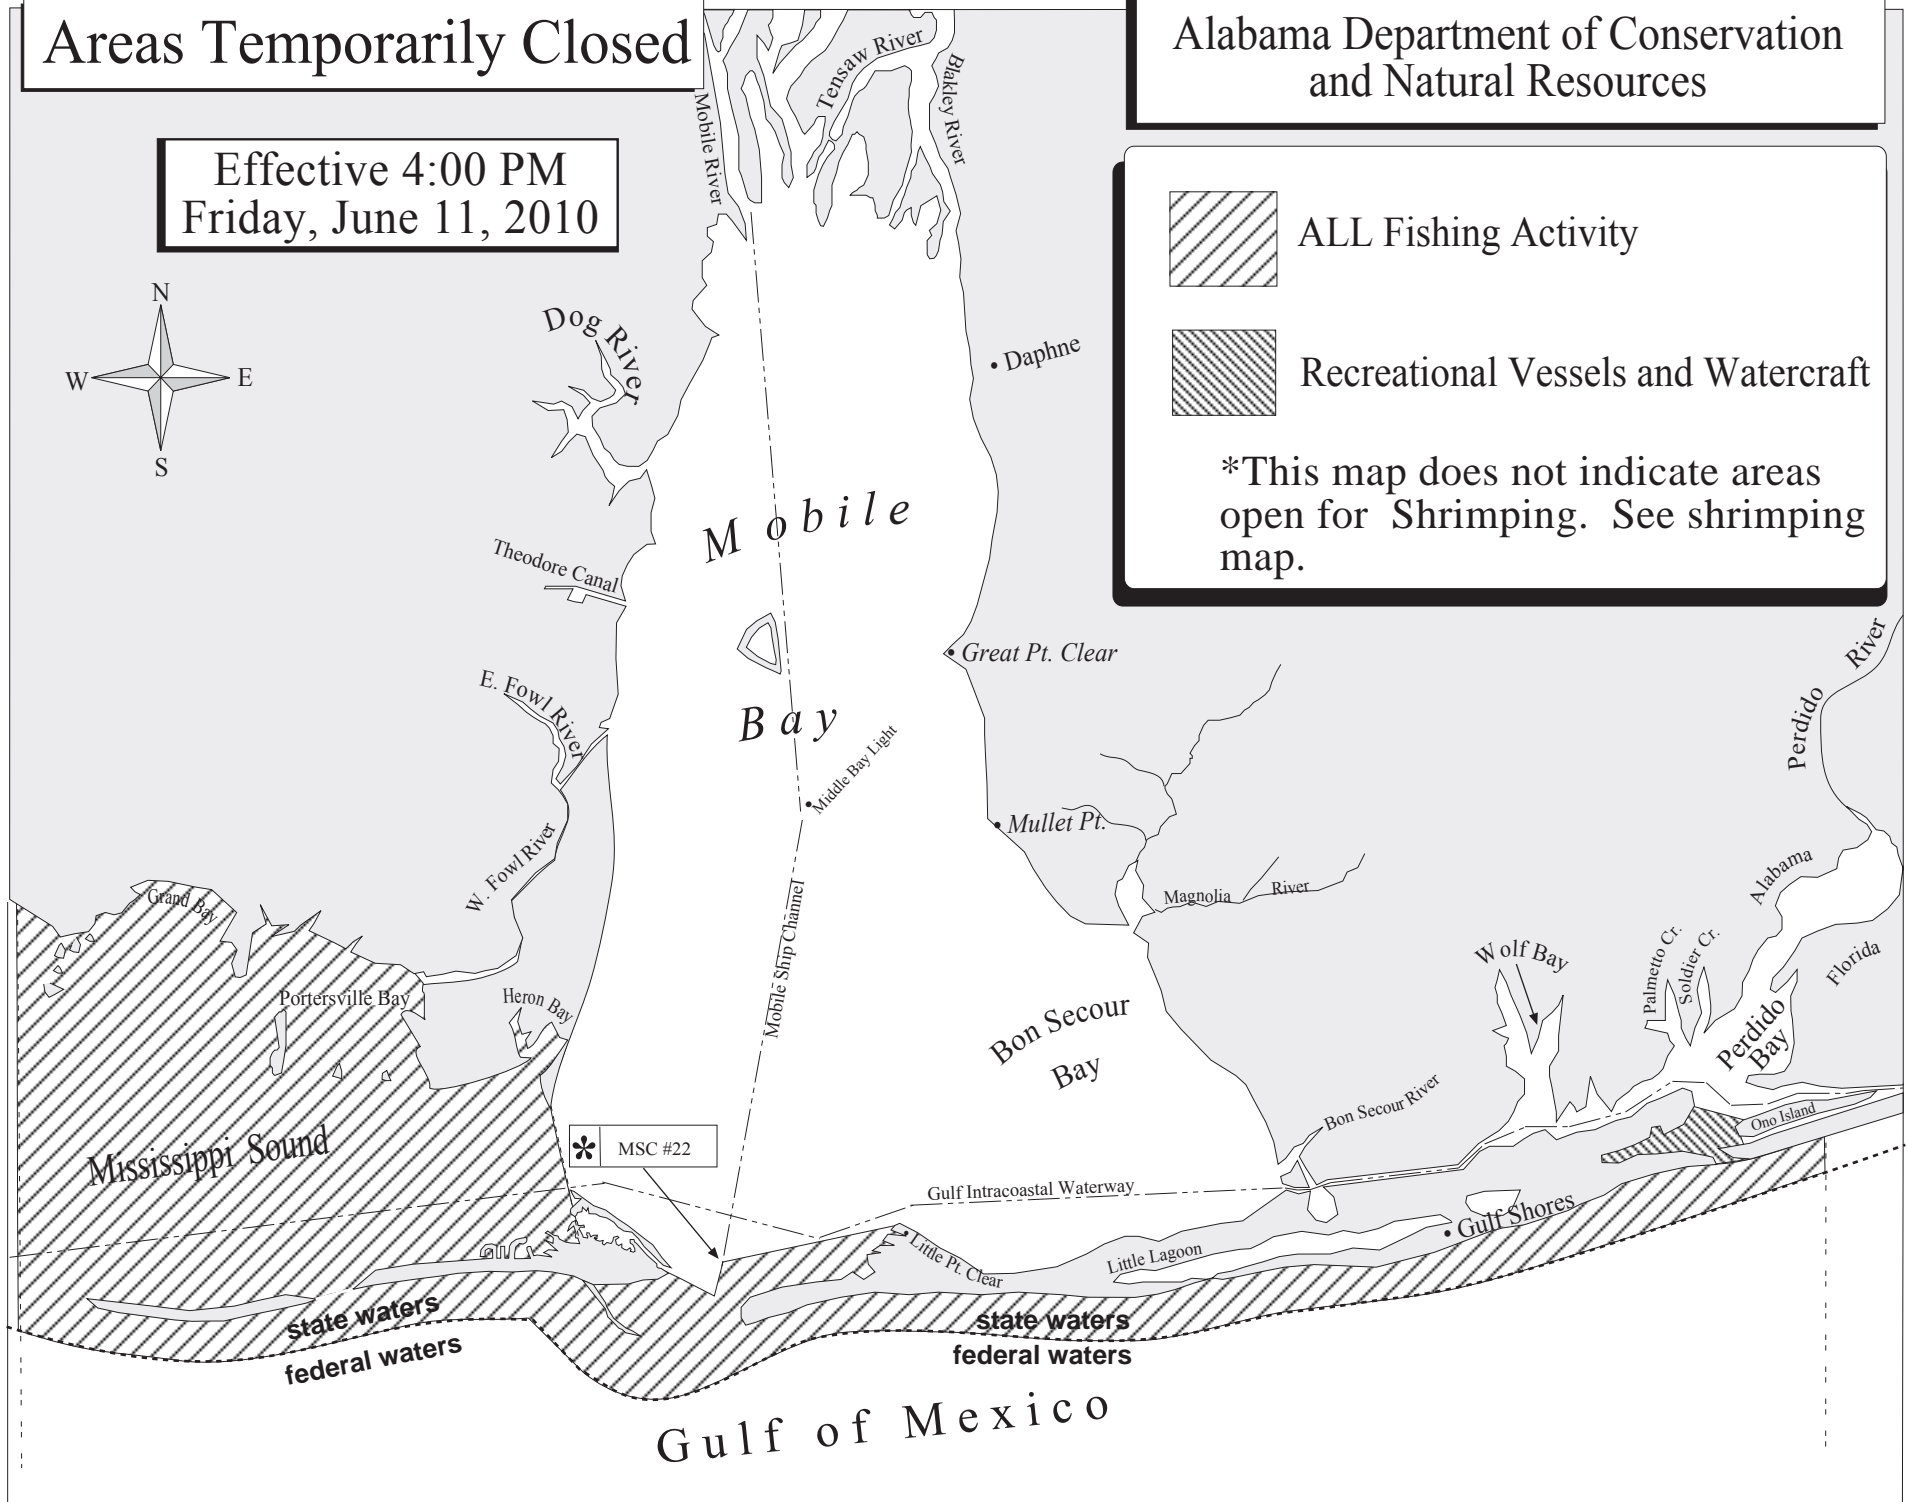 Areas Temporarily Closed
Alabama Department of Conservation
and Natural Resources
Effective 4:00 PM
Friday, June 11, 2010
ALL Fishing Activity
Recreational Vessels and Watercraft
*This map does not indicate areas
open for Shrimping. See shrimping
map.
N
W
E
S
Mobile River
Tensaw River
Blakley River
Dog River
Daphne
Mobile
Bay
Theodore Canal
Great Pt. Clear
E. Fowl River
Middle Bay Light
Mullet Pt.
W. Fowl River
Perdido River
Magnolia River
Alabama
Florida
Grand Bay
Mobile Ship Channel
Wolf Bay
Palmetto Cr.
Soldier Cr.
Perdido
Bay
Portersville Bay
Heron Bay
Bon Secour
Bay
Bon Secour River
Ono Island
Mississippi Sound
* MSC #22
Gulf Intracoastal Waterway
Gulf Shores
Little Pt. Clear
Little Lagoon
state waters
federal waters
state waters
federal waters
Gulf of Mexico